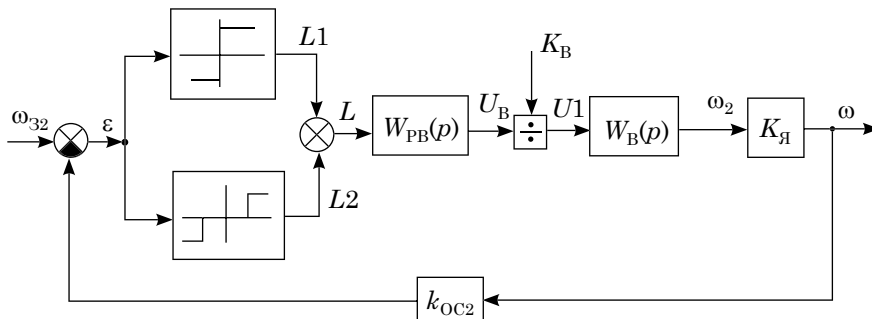 L1
K_В
ω_З2
ε
L
W_РВ(p)
U_В
÷
U1
W_В(p)
ω_2
K_Я
ω
L2
k_ОС2